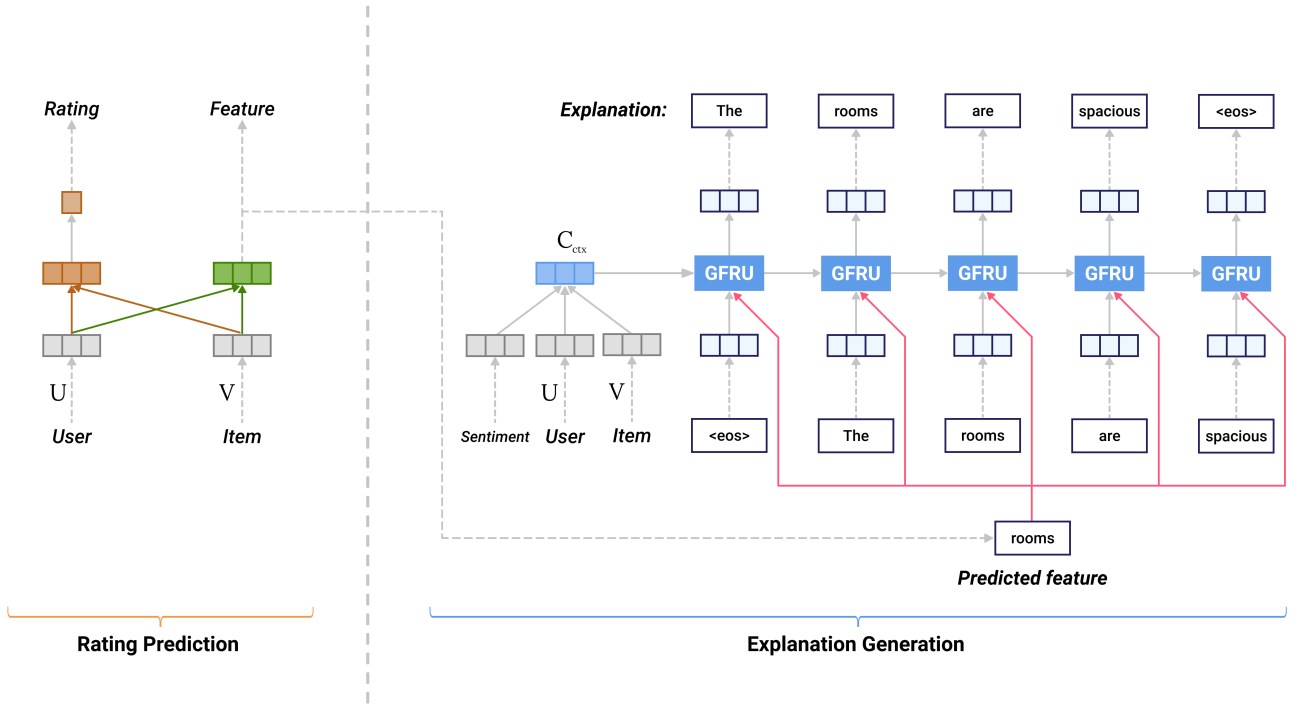 Rating
Feature
U
V
User
Item
Rating Prediction
Explanation:
The
rooms
are
spacious
<eos>
C_ctx
GFRU
GFRU
GFRU
GFRU
GFRU
U
V
Sentiment
User
Item
<eos>
The
rooms
are
spacious
rooms
Predicted feature
Explanation Generation